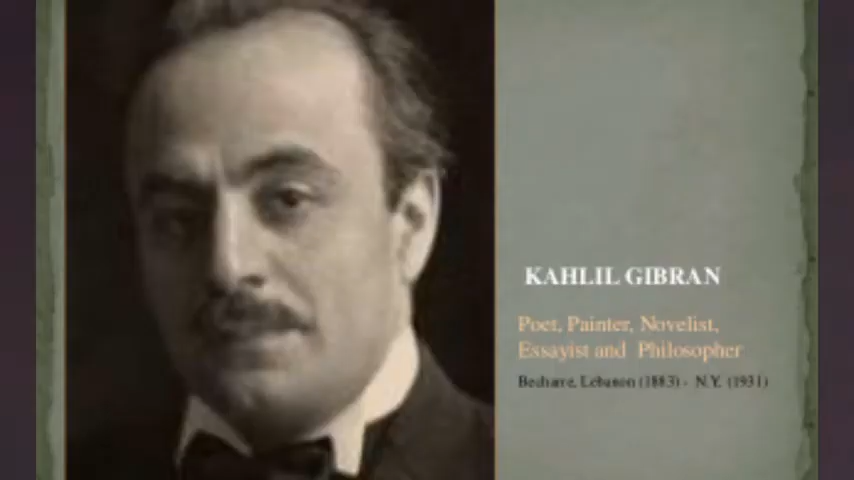 KAHLIL GIBRAN
Poet, Painter, Novelist,
Essayist and Philosopher
Becharre, Lebanon (1883) - N.Y. (1931)